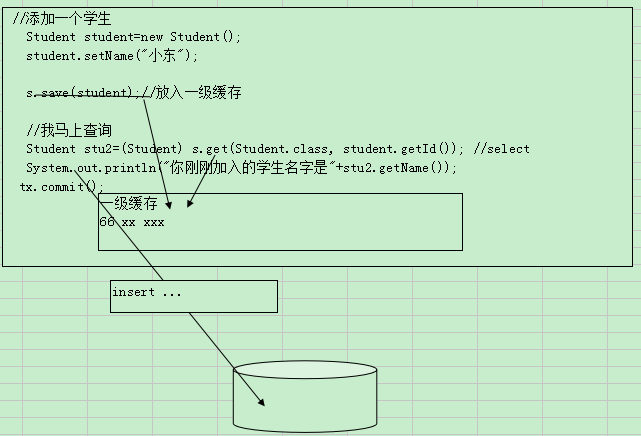 //添加一个学生
Student student=new Student();
student.setName("小东");
s.save(student);//放入一级缓存
//我马上查询
Student stu2=(Student) s.get(Student.class, student.getId()); //select
System.out.println("你刚刚加入的学生名字是"+stu2.getName());
tx.commit();
一级缓存
66 xx xxx
insert ...